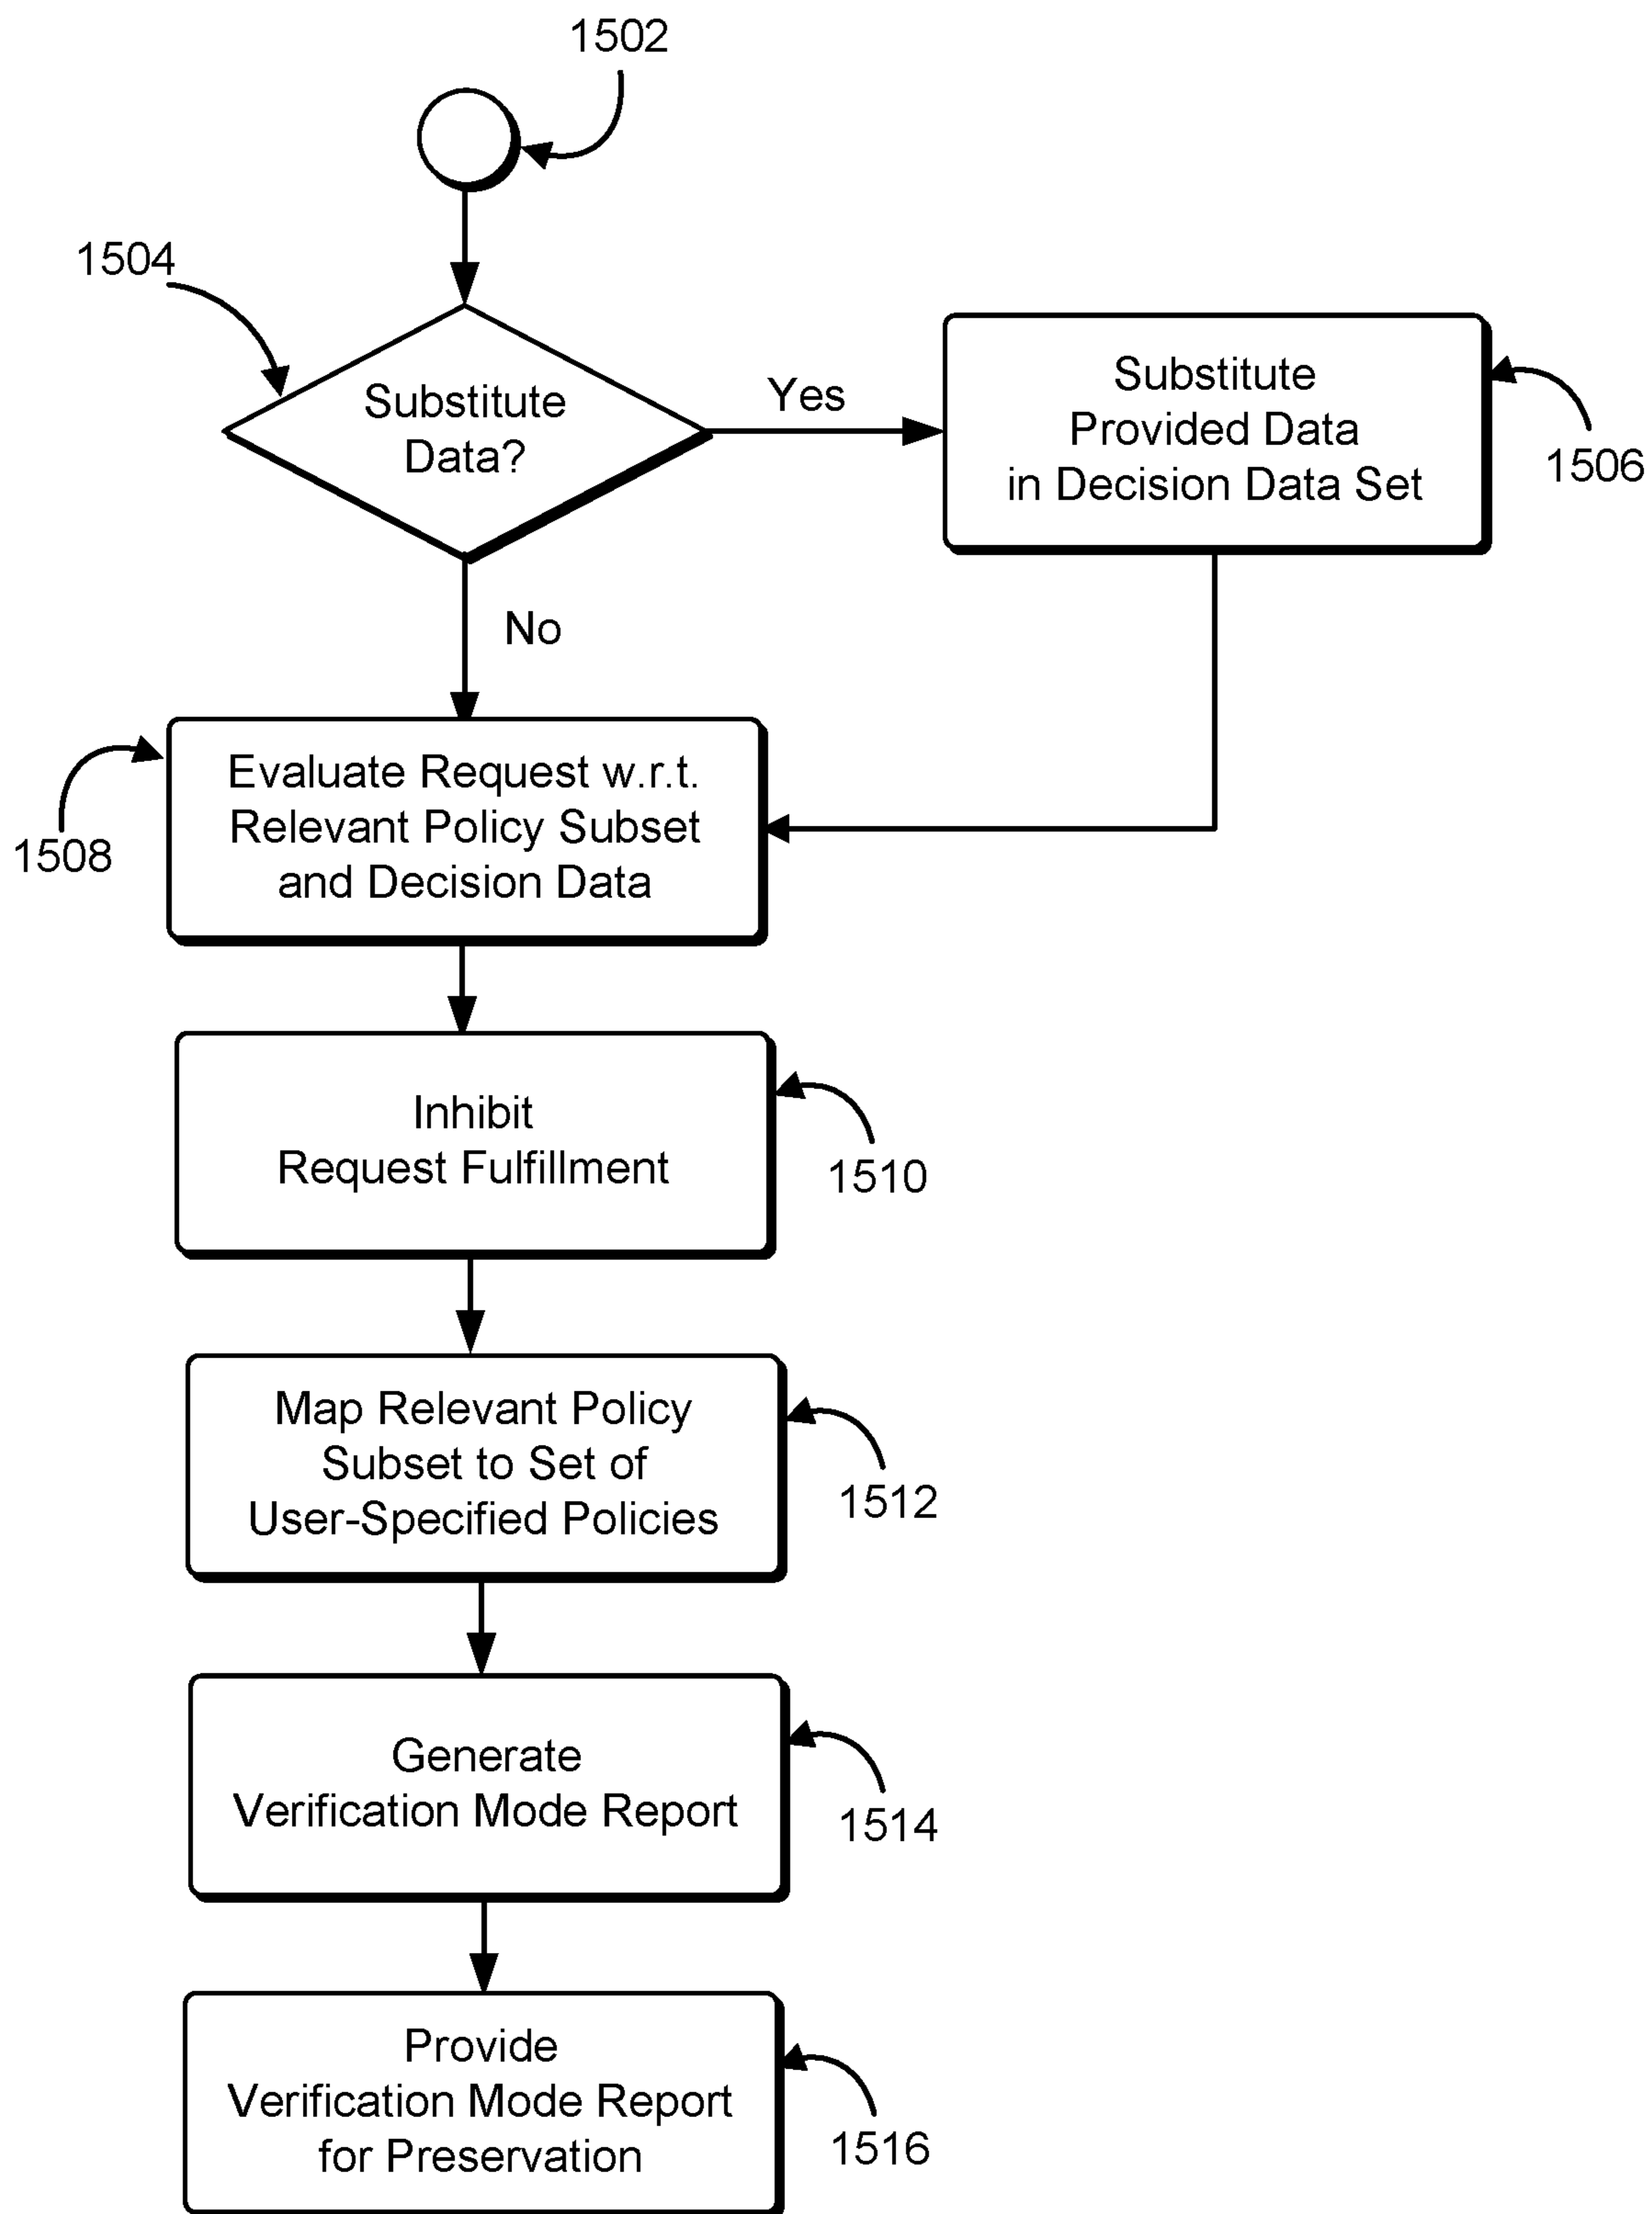 1502
1504
Substitute
Data?
Yes
Substitute
Provided Data
in Decision Data Set
1506
No
1508
Evaluate Request w.r.t.
Relevant Policy Subset
and Decision Data
Inhibit
Request Fulfillment
1510
Map Relevant Policy
Subset to Set of
User-Specified Policies
1512
Generate
Verification Mode Report
1514
Provide
Verification Mode Report
for Preservation
1516